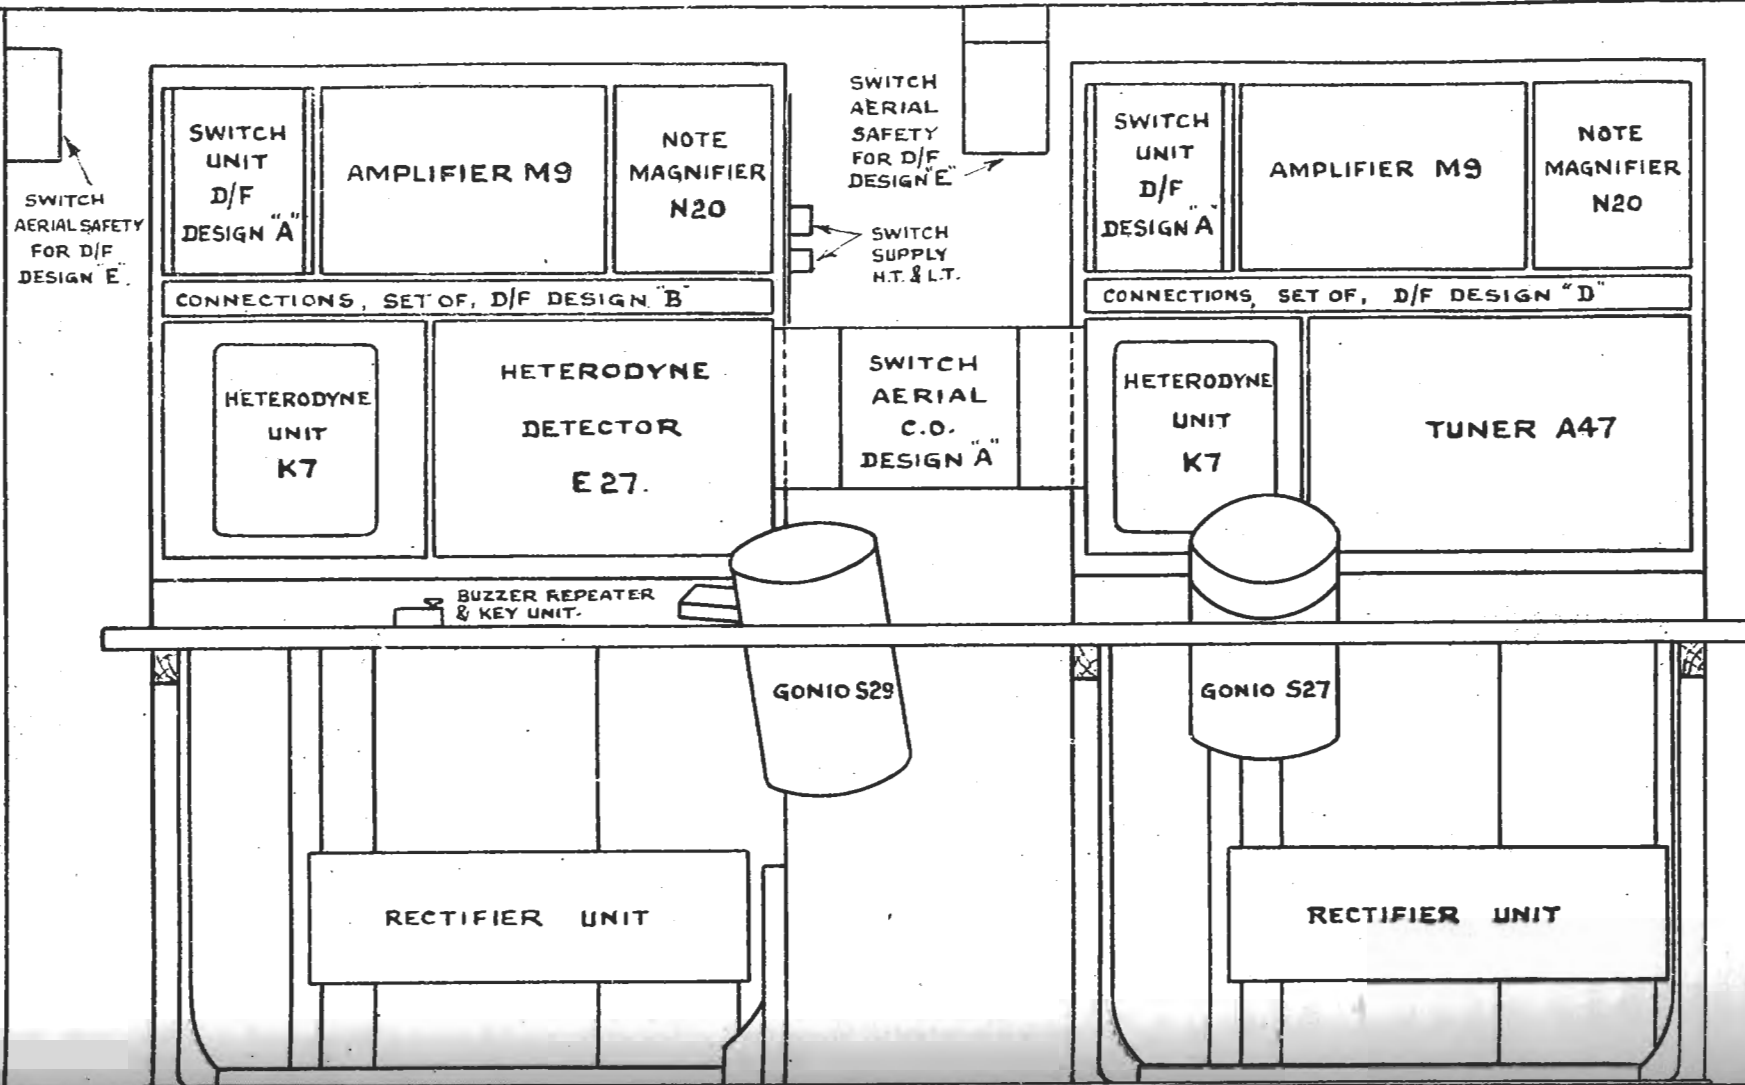 SWITCH
AERIAL SAFETY
FOR D/F
DESIGN "E".
SWITCH
UNIT
D/F
DESIGN "A"
AMPLIFIER M9
NOTE
MAGNIFIER
N20
CONNECTIONS, SET OF, D/F DESIGN "B"
HETERODYNE
UNIT
K7
HETERODYNE
DETECTOR
E 27.
SWITCH
AERIAL
SAFETY
FOR D/F
DESIGN "E"
SWITCH
SUPPLY
H.T. & L.T.
SWITCH
AERIAL
C.O.
DESIGN "A"
SWITCH
UNIT
D/F
DESIGN "A"
AMPLIFIER M9
NOTE
MAGNIFIER
N20
CONNECTIONS, SET OF, D/F DESIGN "D"
HETERODYNE
UNIT
K7
TUNER A47
BUZZER REPEATER
& KEY UNIT.
GONIO S29
GONIO S27
RECTIFIER UNIT
RECTIFIER UNIT